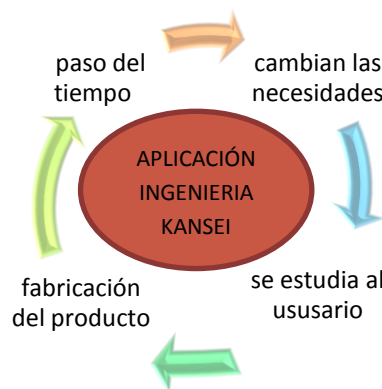 paso del
tiempo
cambian las
necesidades
APLICACIÓN
INGENIERIA
KANSEI
fabricación
del producto
se estudia al
ususario